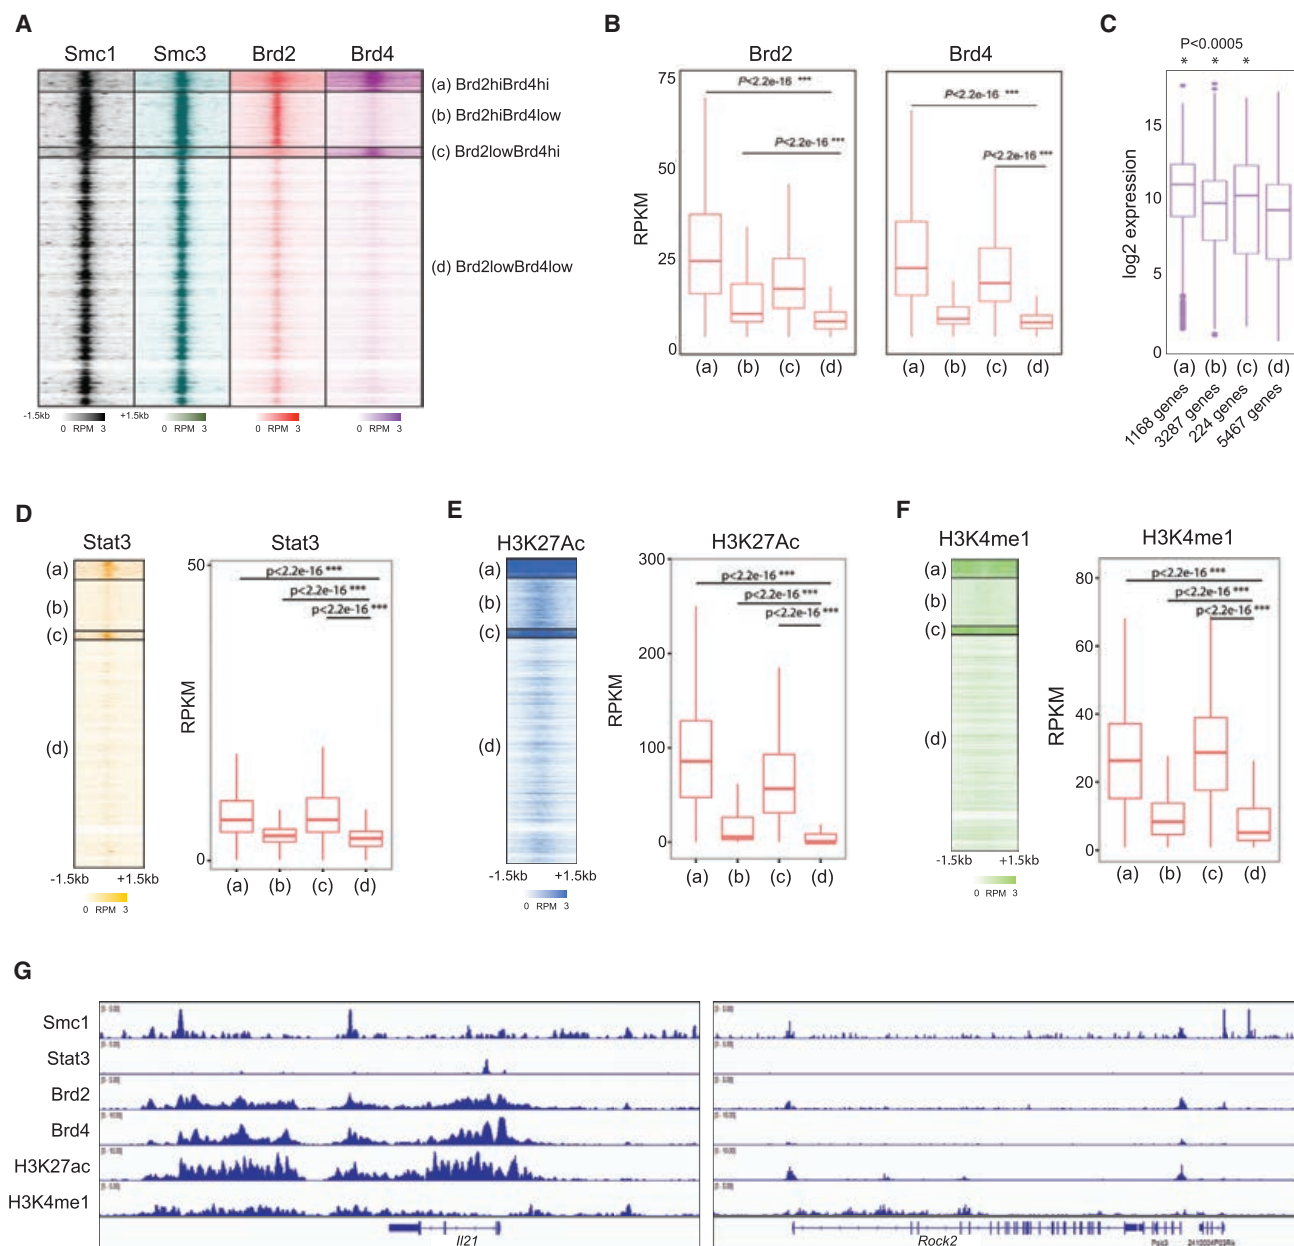 A
Smc1 Smc3 Brd2 Brd4
(a) Brd2hiBrd4hi
(b) Brd2hiBrd4low
(c) Brd2lowBrd4hi
(d) Brd2lowBrd4low
-1.5kb +1.5kb
0 RPM 3 0 RPM 3 0 RPM 3 0 RPM 3
B
Brd2 Brd4
RPKM
75
50
25
0
P<2.2e-16 ***
P<2.2e-16 ***
P<2.2e-16 ***
P<2.2e-16 ***
(a) (b) (c) (d) (a) (b) (c) (d)
C
P<0.0005
* * *
log2 expression
15
10
5
0
(a) (b) (c) (d)
1168 genes
3287 genes
224 genes
5467 genes
D
Stat3 Stat3
(a)
(b)
(c)
(d)
-1.5kb +1.5kb
0 RPM 3
RPKM
50
0
p<2.2e-16 ***
p<2.2e-16 ***
p<2.2e-16 ***
(a) (b) (c) (d)
E
H3K27Ac H3K27Ac
(a)
(b)
(c)
(d)
-1.5kb +1.5kb
0 RPM 3
RPKM
300
200
100
0
p<2.2e-16 ***
p<2.2e-16 ***
p<2.2e-16 ***
(a) (b) (c) (d)
F
H3K4me1 H3K4me1
(a)
(b)
(c)
(d)
-1.5kb +1.5kb
0 RPM 3
RPKM
80
60
40
20
0
p<2.2e-16 ***
p<2.2e-16 ***
p<2.2e-16 ***
(a) (b) (c) (d)
G
Smc1
Stat3
Brd2
Brd4
H3K27ac
H3K4me1
Il21 Rock2